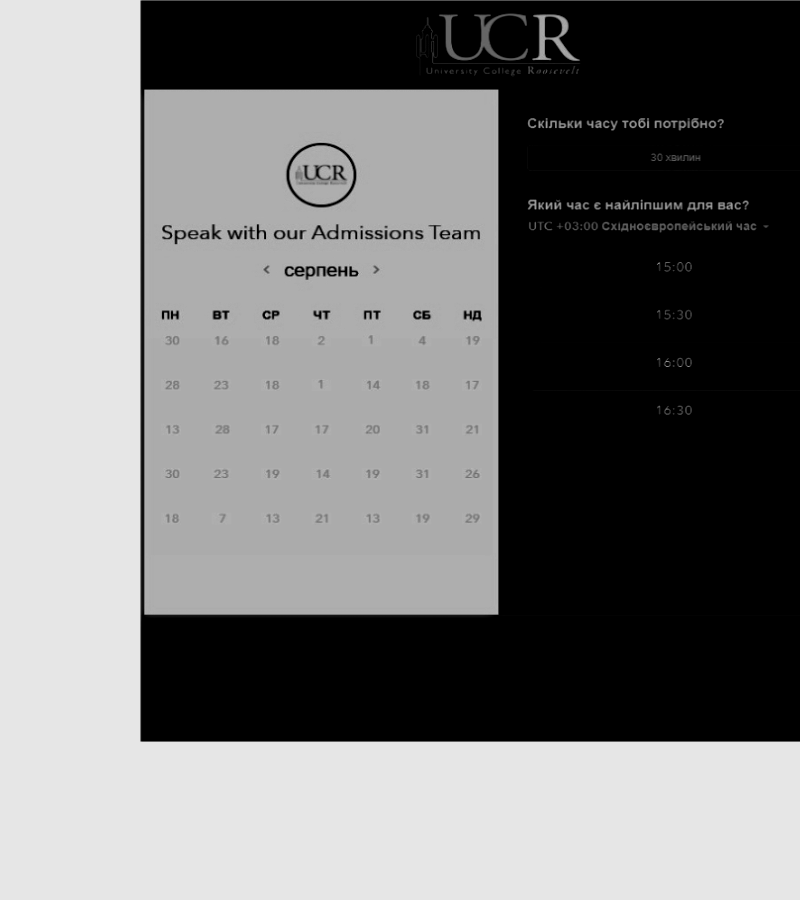 UCR
University College Roosevelt
UCR
Speak with our Admissions Team
серпень
ПН ВТ СР ЧТ ПТ СБ НД
30 16 18 2 1 4 19
28 23 18 1 14 18 17
13 28 17 17 20 31 21
30 23 19 14 19 31 26
18 7 13 21 13 19 29
Скільки часу тобі потрібно?
30 хвилин
Який час є найліпшим для вас?
UTC +03:00 Східноєвропейський час
15:00
15:30
16:00
16:30